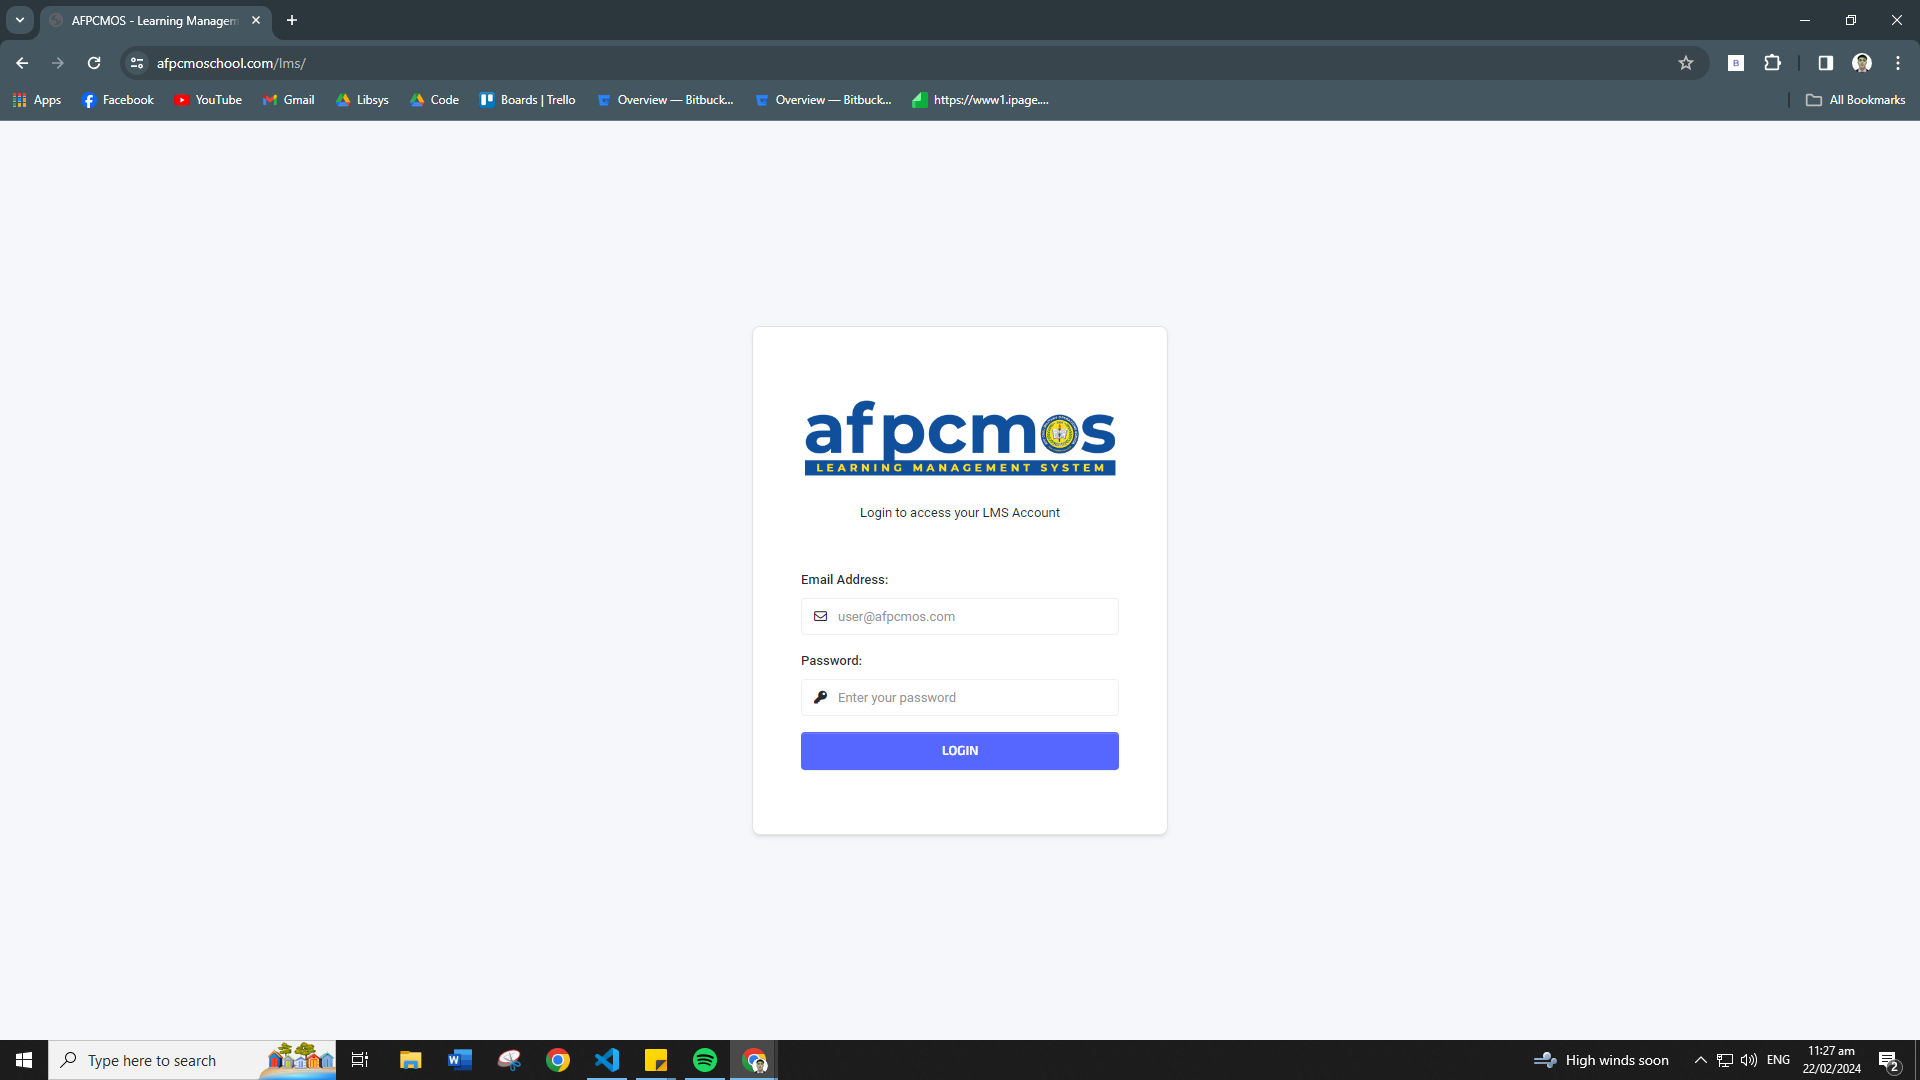 AFPCMOS - Learning Managem
afpcmoschool.com/lms/
Apps Facebook YouTube Gmail Libsys Code Boards | Trello Overview — Bitbuck... Overview — Bitbuck... https://www1.ipage.... All Bookmarks
afpcmos
LEARNING MANAGEMENT SYSTEM
Login to access your LMS Account
Email Address:
user@afpcmos.com
Password:
Enter your password
LOGIN
Type here to search
High winds soon
ENG
11:27 am
22/02/2024
2